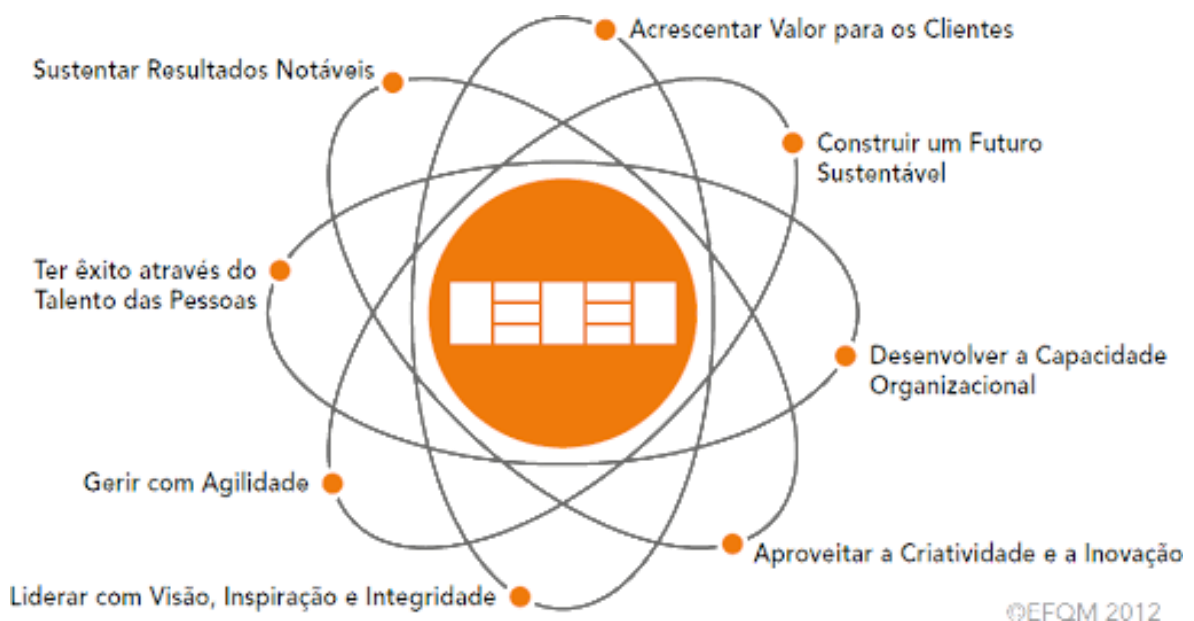 Acrescentar Valor para os Clientes
Sustentar Resultados Notáveis
Construir um Futuro
Sustentável
Ter êxito através do
Talento das Pessoas
Desenvolver a Capacidade
Organizacional
Gerir com Agilidade
Aproveitar a Criatividade e a Inovação
Liderar com Visão, Inspiração e Integridade
©EFQM 2012